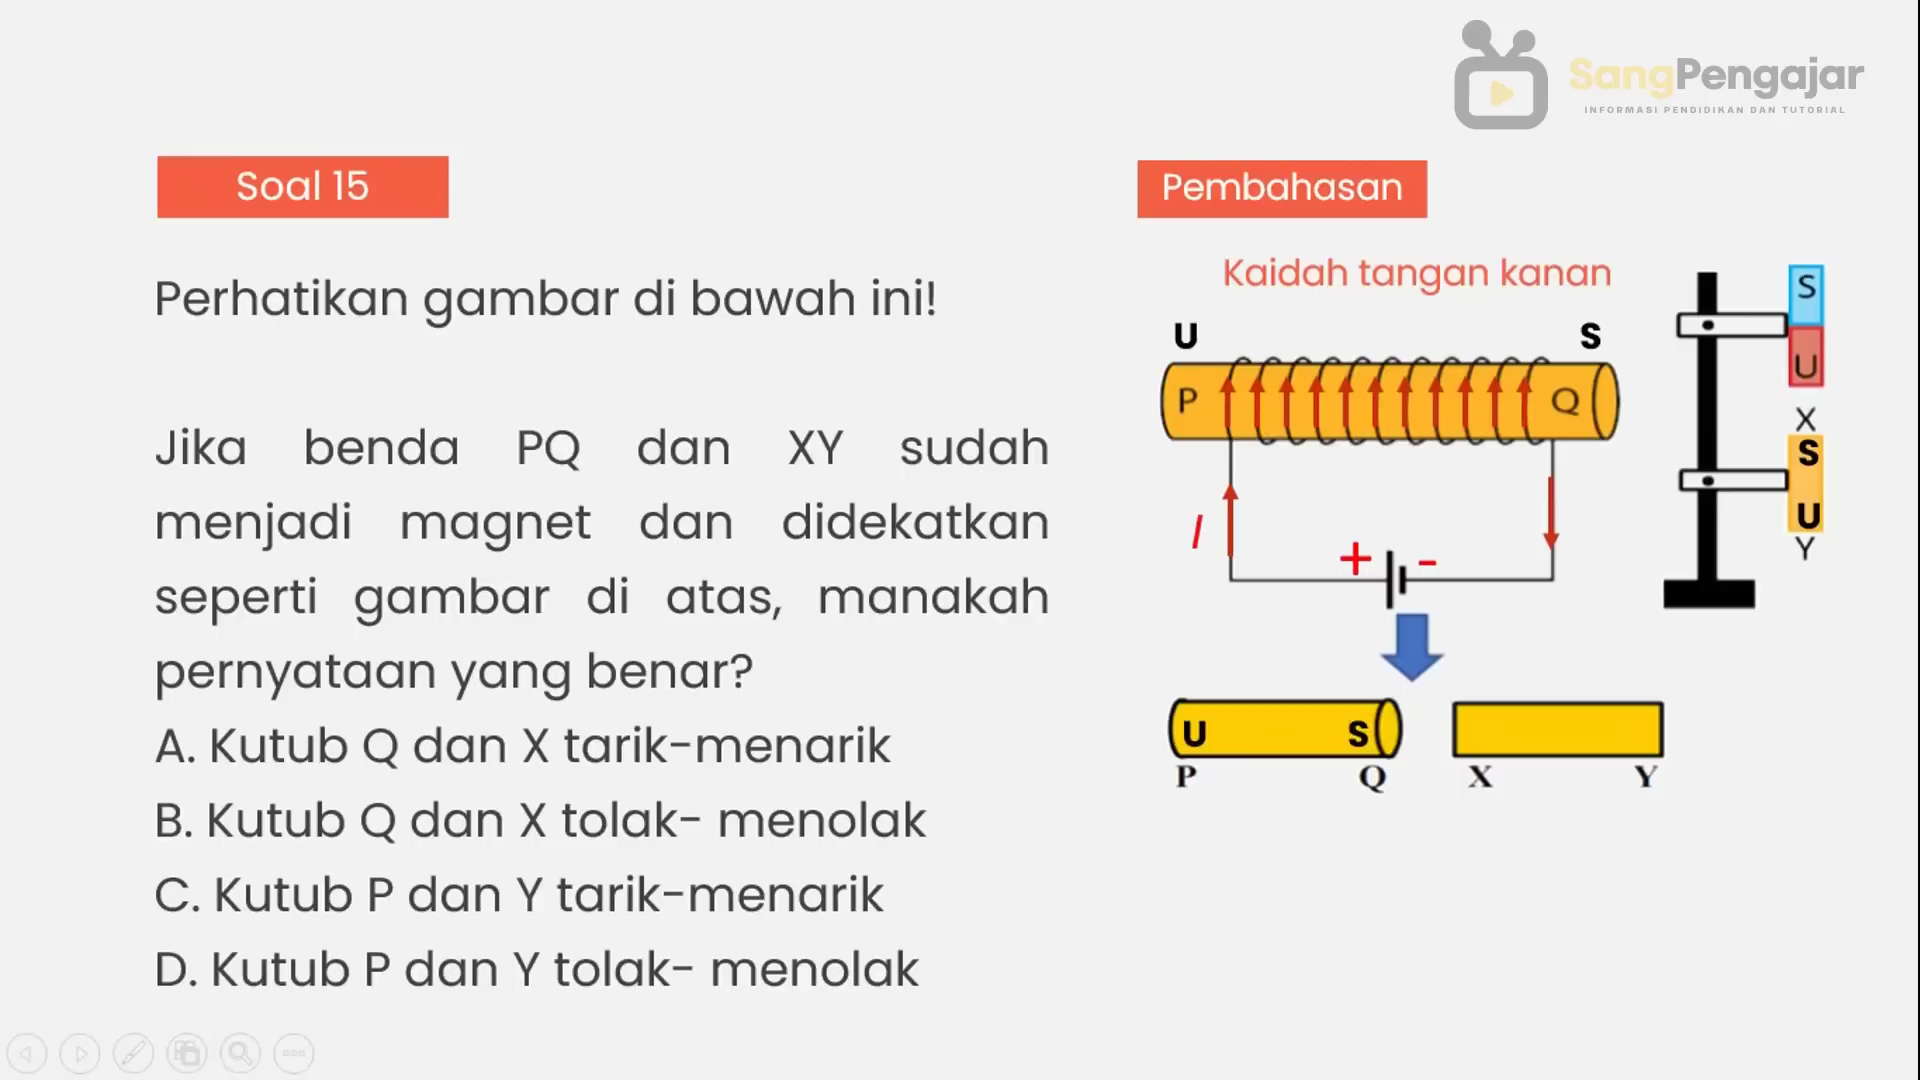 SangPengajar
INFORMASI PENDIDIKAN DAN TUTORIAL
Soal 15
Perhatikan gambar di bawah ini!
Jika benda PQ dan XY sudah
menjadi magnet dan didekatkan
seperti gambar di atas, manakah
pernyataan yang benar?
A. Kutub Q dan X tarik-menarik
B. Kutub Q dan X tolak- menolak
C. Kutub P dan Y tarik-menarik
D. Kutub P dan Y tolak- menolak
Pembahasan
Kaidah tangan kanan
U S
P Q
I
+ -
S
U
X
S
U
Y
U S
P Q X Y